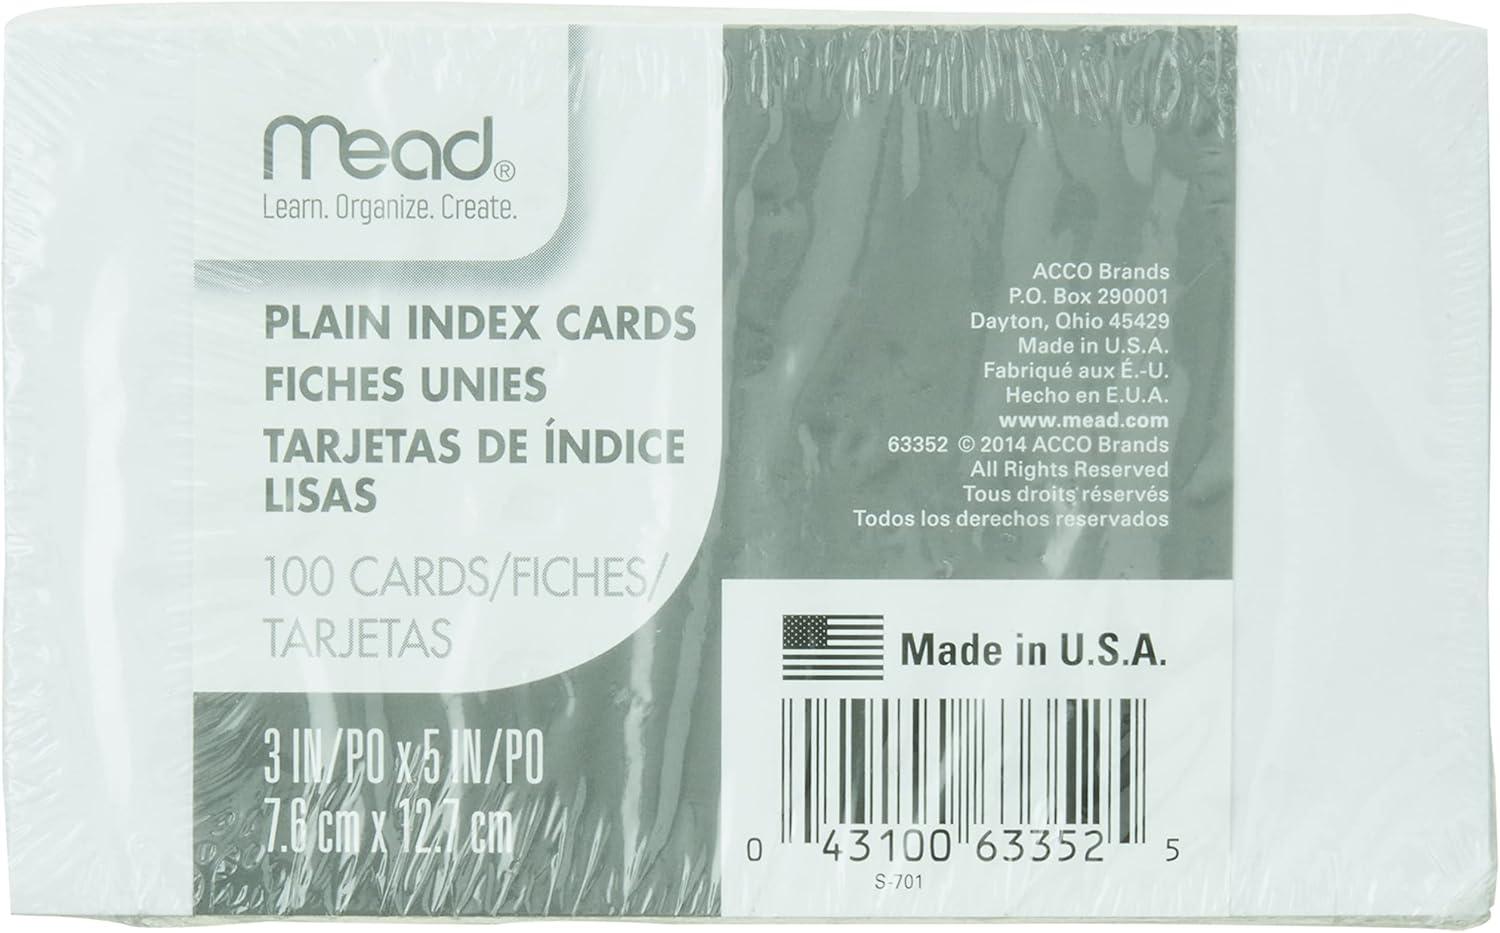 mead®
Learn. Organize. Create.
PLAIN INDEX CARDS
FICHES UNIES
TARJETAS DE ÍNDICE
LISAS
100 CARDS/FICHES/
TARJETAS
3 IN/PO x 5 IN/PO
7.6 cm x 12.7 cm
ACCO Brands
P.O. Box 290001
Dayton, Ohio 45429
Made in U.S.A.
Fabriqué aux É.-U.
Hecho en E.U.A.
www.mead.com
63352 © 2014 ACCO Brands
All Rights Reserved
Tous droits réservés
Todos los derechos reservados
Made in U.S.A.
0 43100 63352 5
S-701